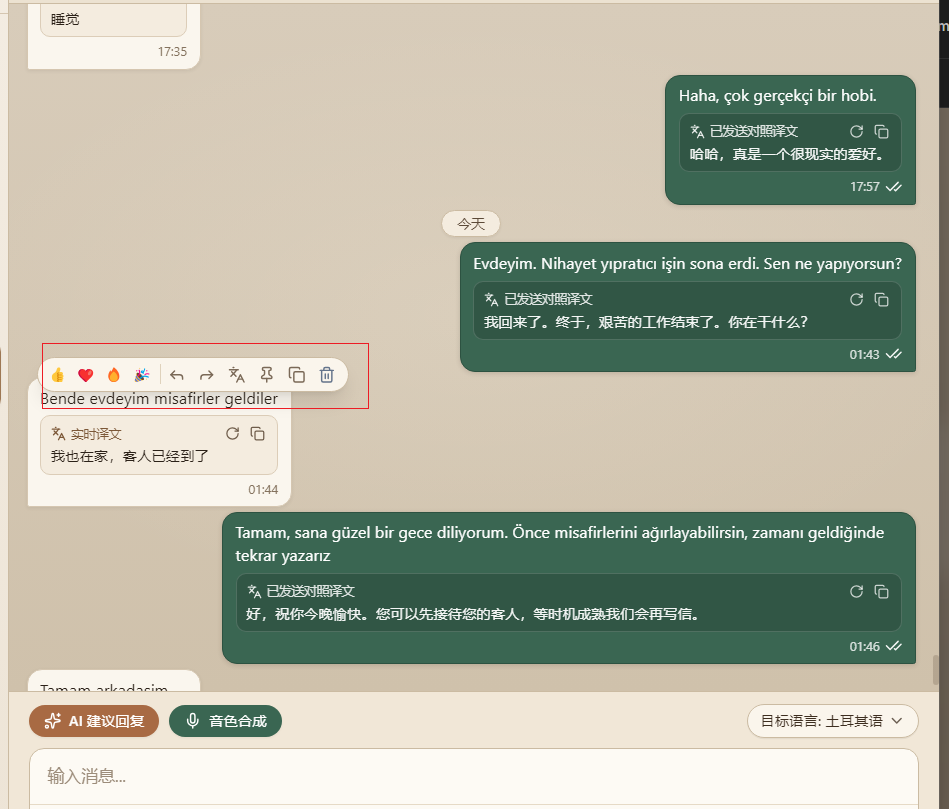 睡觉
17:35
Haha, çok gerçekçi bir hobi.
已发送对照译文
哈哈，真是一个很现实的爱好。
17:57
今天
Evdeyim. Nihayet yıpratıcı işin sona erdi. Sen ne yapıyorsun?
已发送对照译文
我回来了。终于，艰苦的工作结束了。你在干什么？
01:43
Bende evdeyim misafirler geldiler
实时译文
我也在家，客人已经到了
01:44
Tamam, sana güzel bir gece diliyorum. Önce misafirlerini ağırlayabilirsin, zamanı geldiğinde
tekrar yazarız
已发送对照译文
好，祝你今晚愉快。您可以先接待您的客人，等时机成熟我们会再写信。
01:46
Tamam arkadasim
AI 建议回复
音色合成
目标语言: 土耳其语
输入消息...